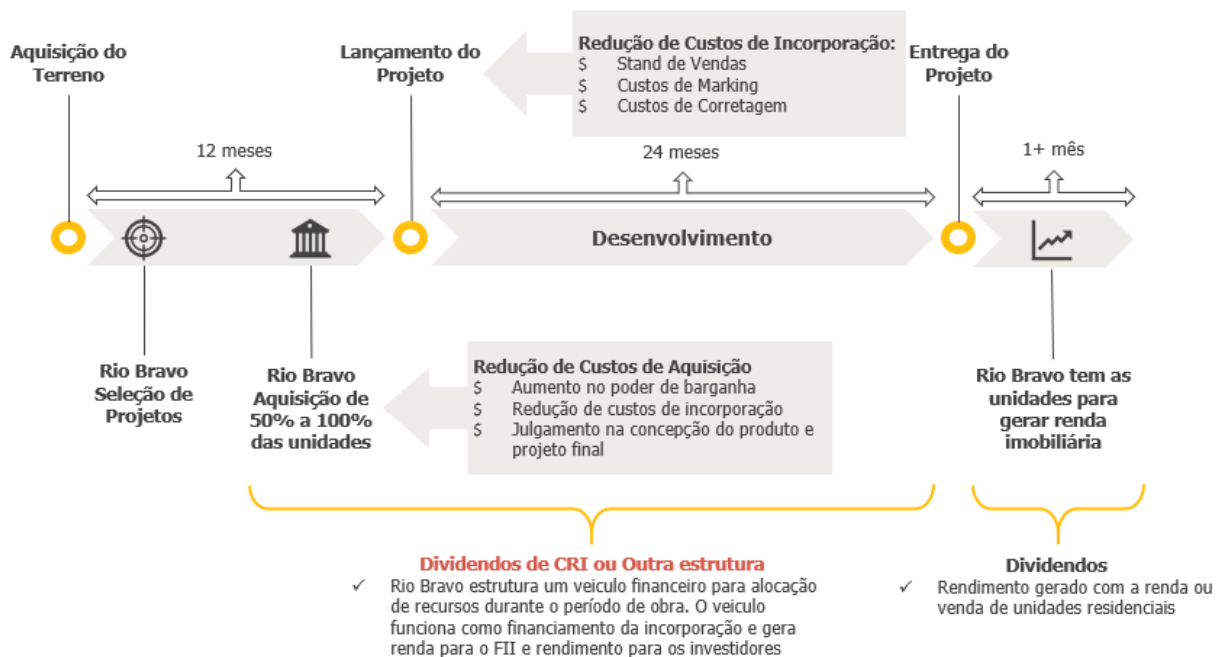 Aquisição do
Terreno
Lançamento do
Projeto
Redução de Custos de Incorporação:
$ Stand de Vendas
$ Custos de Marking
$ Custos de Corretagem
Entrega do
Projeto
12 meses
24 meses
1+ mês
Desenvolvimento
Rio Bravo
Seleção de
Projetos
Rio Bravo
Aquisição de
50% a 100%
das unidades
Redução de Custos de Aquisição
$ Aumento no poder de barganha
$ Redução de custos de incorporação
$ Julgamento na concepção do produto e
projeto final
Rio Bravo tem as
unidades para
gerar renda
imobiliária
Dividendos de CRI ou Outra estrutura
✓ Rio Bravo estrutura um veiculo financeiro para alocação
de recursos durante o período de obra. O veiculo
funciona como financiamento da incorporação e gera
renda para o FII e rendimento para os investidores
Dividendos
✓ Rendimento gerado com a renda ou
venda de unidades residenciais